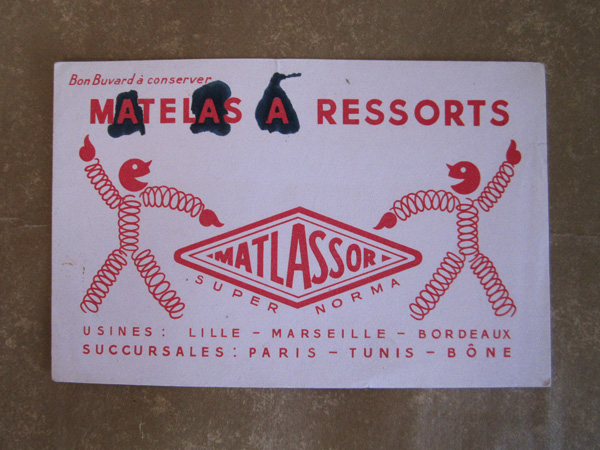 Bon Buvard à conserver
MATELAS A RESSORTS
MATLASSOR
SUPER NORMA
USINES: LILLE - MARSEILLE - BORDEAUX
SUCCURSALES: PARIS - TUNIS - BÔNE